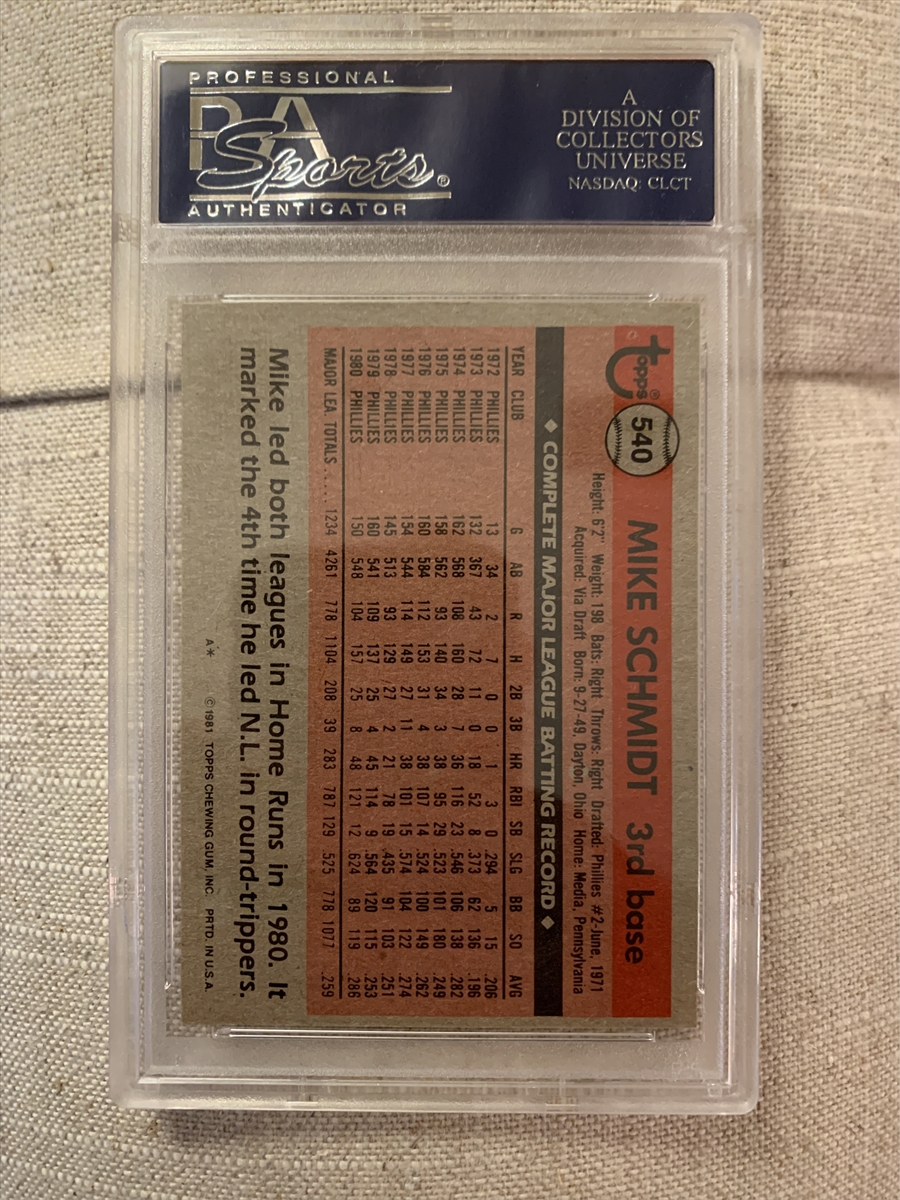 PROFESSIONAL
PSA
Sports®
AUTHENTICATOR
A
DIVISION OF
COLLECTORS
UNIVERSE
NASDAQ: CLCT
topps®
540
MIKE SCHMIDT 3rd base
Height: 6'2" Weight: 198 Bats: Right Throws: Right Drafted: Phillies #2-June, 1971
Acquired: Via Draft Born: 9-27-49, Dayton, Ohio Home: Media, Pennsylvania
◆ COMPLETE MAJOR LEAGUE BATTING RECORD ◆
YEAR CLUB G AB R H 2B 3B HR RBI SB SLG BB SO AVG
1972 PHILLIES 13 34 2 7 0 0 1 3 0 .294 5 15 .206
1973 PHILLIES 132 367 43 72 11 0 18 52 8 .373 62 136 .196
1974 PHILLIES 162 568 108 160 28 7 36 116 23 .546 106 138 .282
1975 PHILLIES 158 562 93 140 34 3 38 95 29 .523 101 180 .249
1976 PHILLIES 160 584 112 153 31 4 38 107 14 .524 100 149 .262
1977 PHILLIES 154 544 114 149 27 11 38 101 15 .574 104 122 .274
1978 PHILLIES 145 513 93 129 27 2 21 78 19 .435 91 103 .251
1979 PHILLIES 160 541 109 137 25 4 45 114 9 .564 120 115 .253
1980 PHILLIES 150 548 104 157 25 8 48 121 12 .624 89 119 .286
MAJOR LEA. TOTALS ..... 1234 4261 778 1104 208 39 283 787 129 .525 778 1077 .259
Mike led both leagues in Home Runs in 1980. It
marked the 4th time he led N.L. in round-trippers.
A* © 1981 TOPPS CHEWING GUM, INC. PRTD. IN U.S.A.